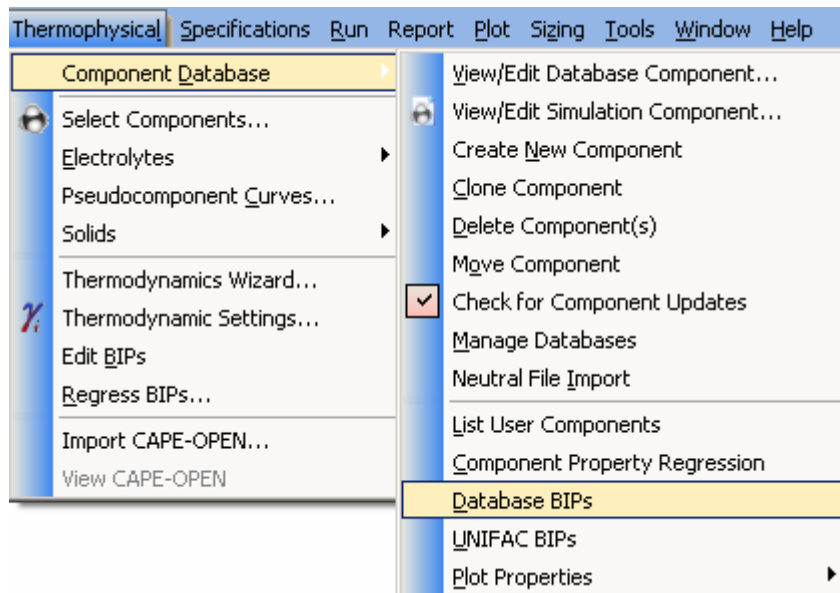 Thermophysical Specifications Run Report Plot Sizing Tools Window Help
Component Database
Select Components...
Electrolytes
Pseudocomponent Curves...
Solids
Thermodynamics Wizard...
γi Thermodynamic Settings...
Edit BIPs
Regress BIPs...
Import CAPE-OPEN...
View CAPE-OPEN
View/Edit Database Component...
View/Edit Simulation Component...
Create New Component
Clone Component
Delete Component(s)
Move Component
Check for Component Updates
Manage Databases
Neutral File Import
List User Components
Component Property Regression
Database BIPs
UNIFAC BIPs
Plot Properties